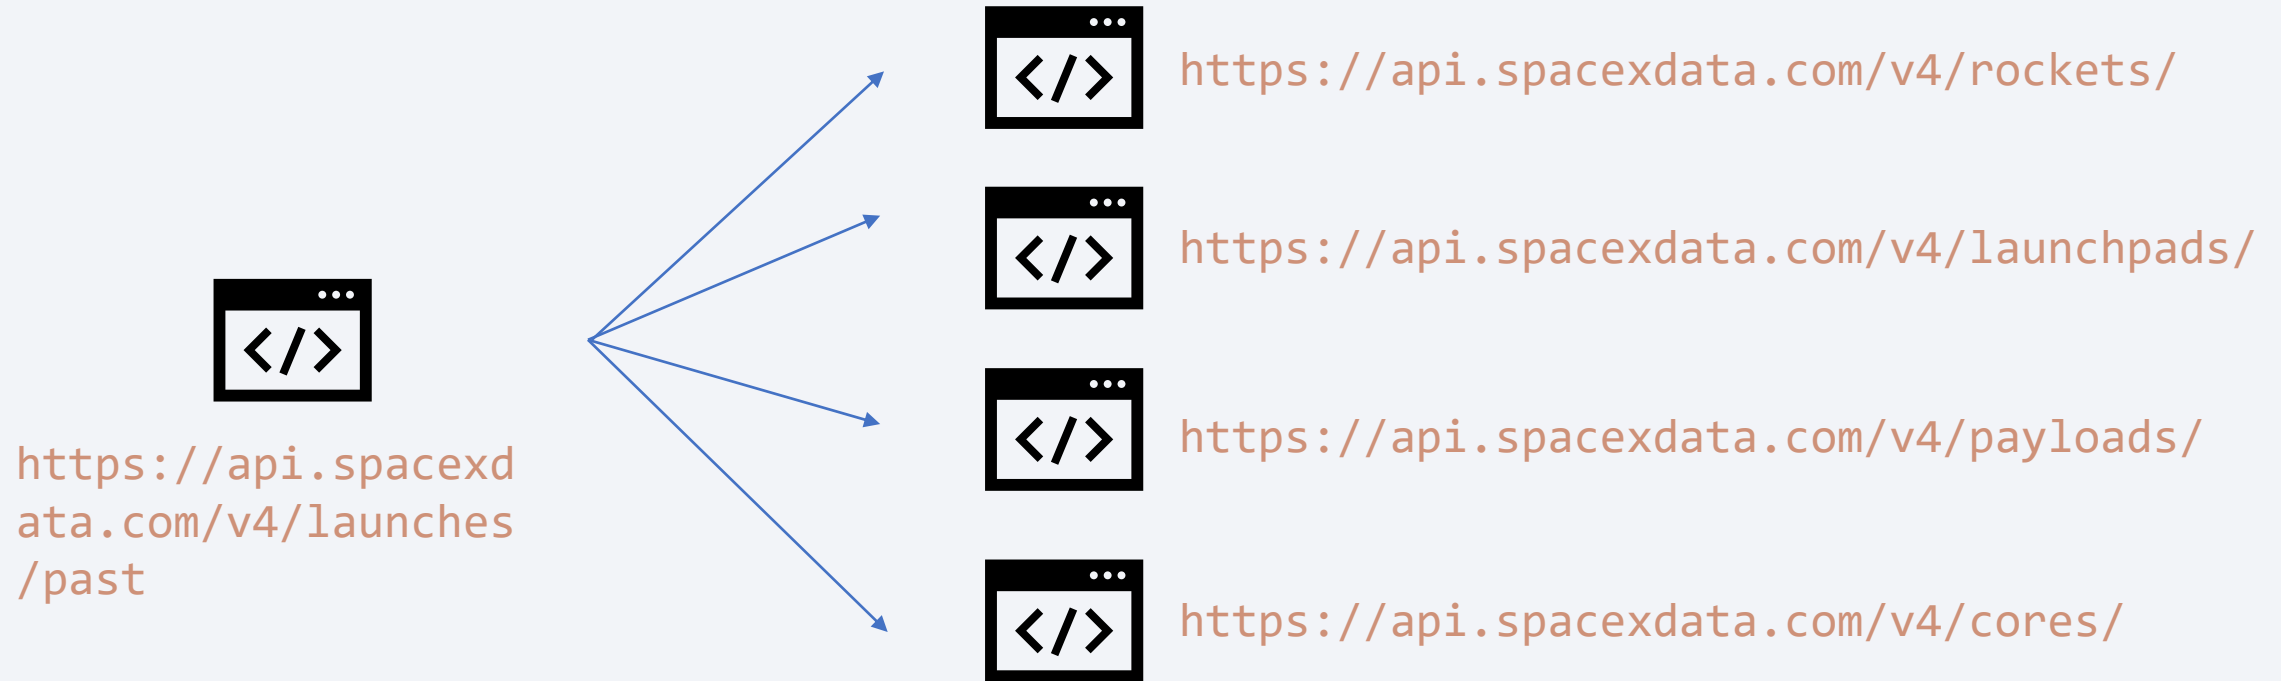 https://api.spacexd
ata.com/v4/launches
/past
</>
https://api.spacexdata.com/v4/rockets/
</>
https://api.spacexdata.com/v4/launchpads/
</>
https://api.spacexdata.com/v4/payloads/
</>
https://api.spacexdata.com/v4/cores/
</>